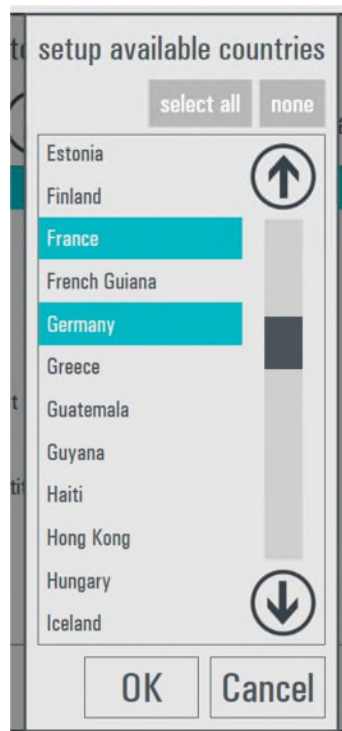 setup available countries
select all none
Estonia
Finland
France
French Guiana
Germany
Greece
Guatemala
Guyana
Haiti
Hong Kong
Hungary
Iceland
OK Cancel